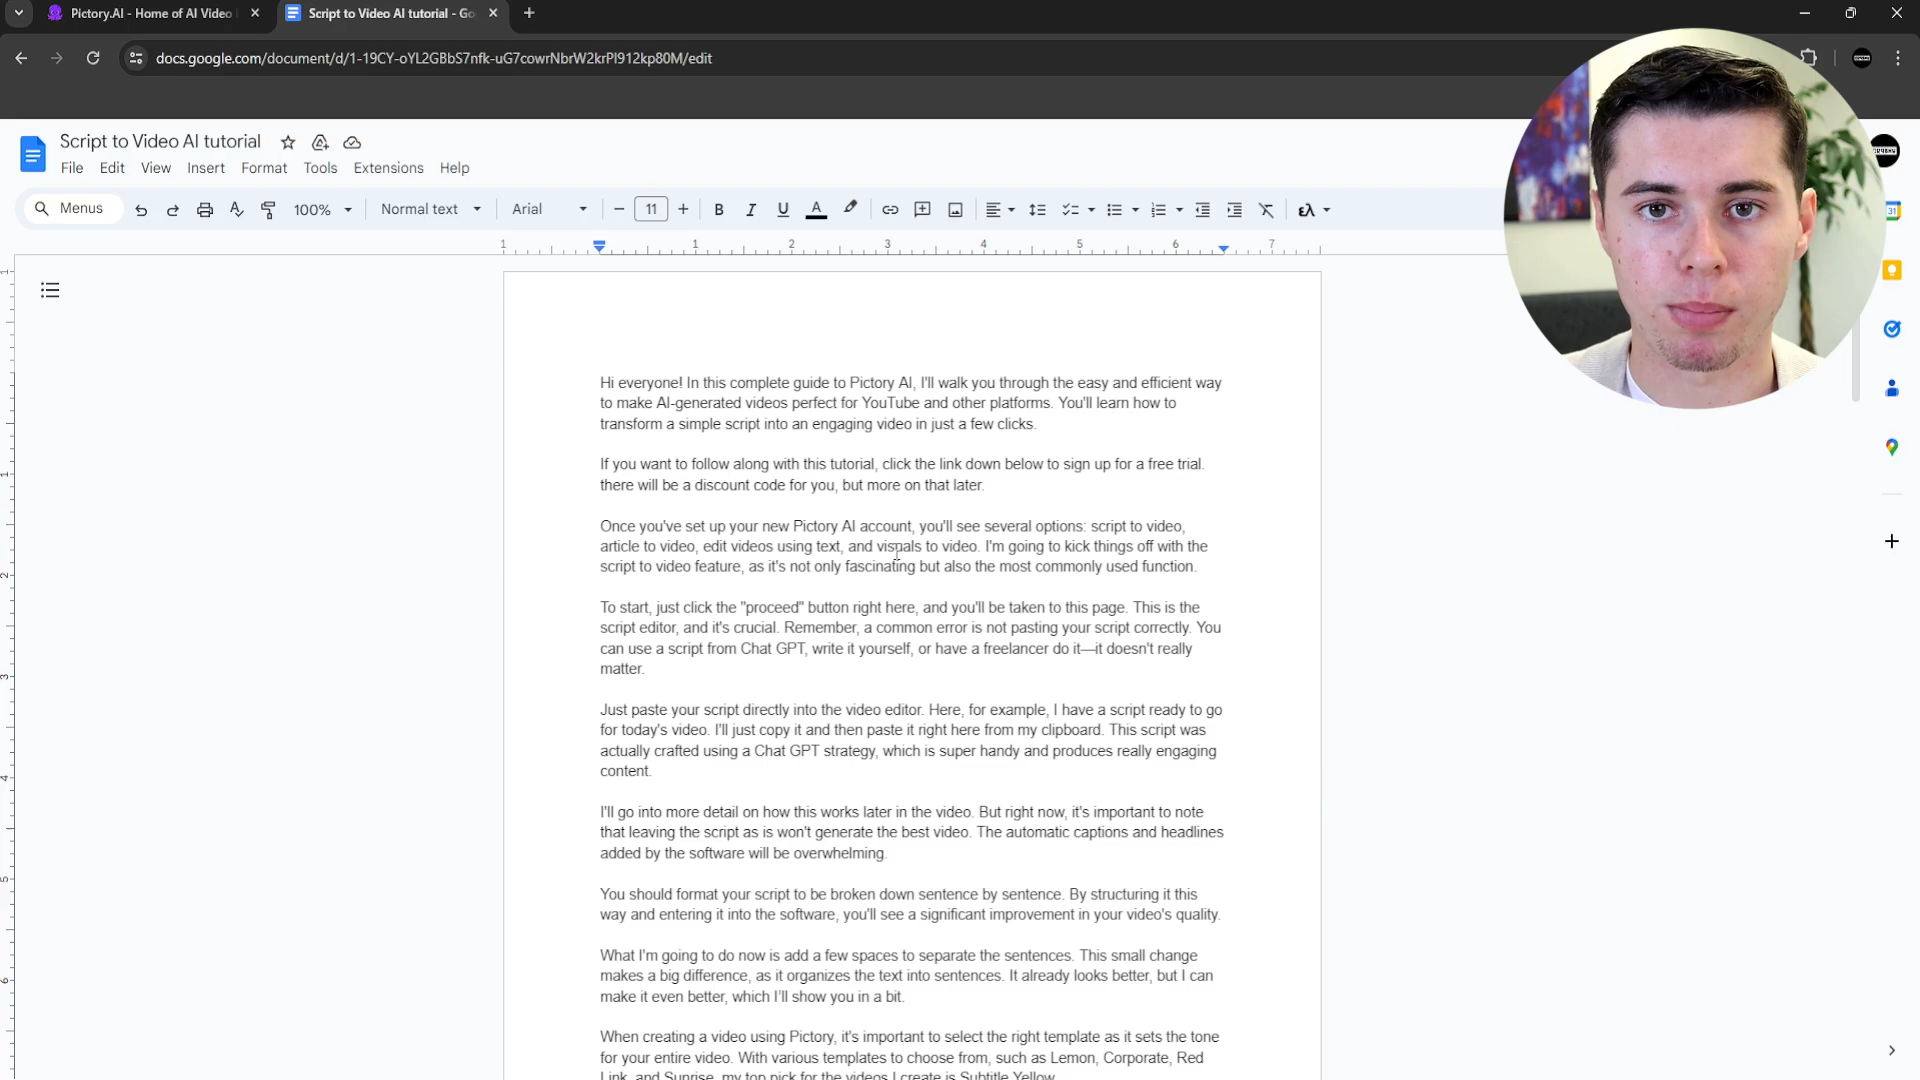 Pictory.AI - Home of AI Video
Script to Video AI tutorial - Go
docs.google.com/document/d/1-19CY-oYL2GBbS7nfk-uG7cowrNbrW2krPI912kp80M/edit
Script to Video AI tutorial
File Edit View Insert Format Tools Extensions Help
Menus 100% Normal text Arial 11 B I U A
1 1 2 3 4 5 6 7
Hi everyone! In this complete guide to Pictory AI, I'll walk you through the easy and efficient way
to make AI-generated videos perfect for YouTube and other platforms. You'll learn how to
transform a simple script into an engaging video in just a few clicks.
If you want to follow along with this tutorial, click the link down below to sign up for a free trial.
there will be a discount code for you, but more on that later.
Once you've set up your new Pictory AI account, you'll see several options: script to video,
article to video, edit videos using text, and visuals to video. I'm going to kick things off with the
script to video feature, as it's not only fascinating but also the most commonly used function.
To start, just click the "proceed" button right here, and you'll be taken to this page. This is the
script editor, and it's crucial. Remember, a common error is not pasting your script correctly. You
can use a script from Chat GPT, write it yourself, or have a freelancer do it—it doesn't really
matter.
Just paste your script directly into the video editor. Here, for example, I have a script ready to go
for today's video. I'll just copy it and then paste it right here from my clipboard. This script was
actually crafted using a Chat GPT strategy, which is super handy and produces really engaging
content.
I'll go into more detail on how this works later in the video. But right now, it's important to note
that leaving the script as is won't generate the best video. The automatic captions and headlines
added by the software will be overwhelming.
You should format your script to be broken down sentence by sentence. By structuring it this
way and entering it into the software, you'll see a significant improvement in your video's quality.
What I'm going to do now is add a few spaces to separate the sentences. This small change
makes a big difference, as it organizes the text into sentences. It already looks better, but I can
make it even better, which I'll show you in a bit.
When creating a video using Pictory, it's important to select the right template as it sets the tone
for your entire video. With various templates to choose from, such as Lemon, Corporate, Red
Link, and Sunrise, my top pick for the videos I create is Subtitle Yellow.